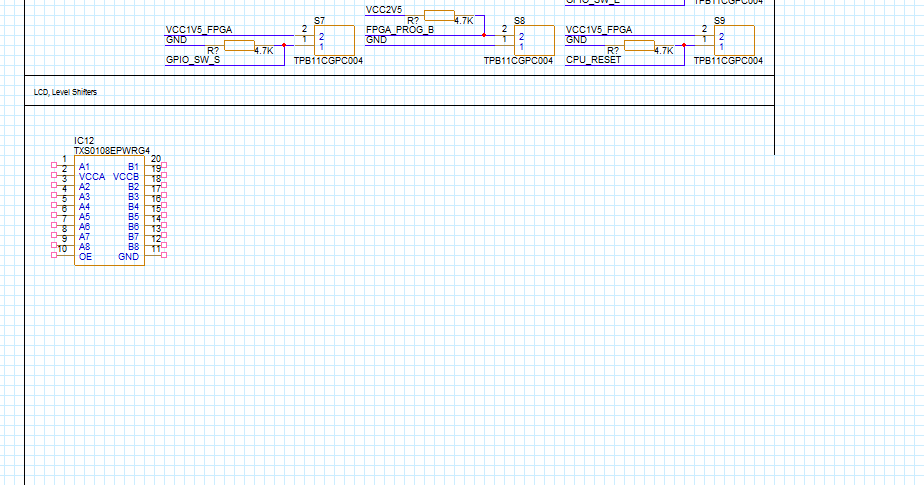 GPIO_SW_E
TPB11CGPC004
VCC2V5
R?
4.7K
S7
S8
S9
VCC1V5_FPGA
2
2
FPGA_PROG_B
2
2
VCC1V5_FPGA
2
2
GND
1
1
GND
1
1
GND
1
1
R?
4.7K
R?
4.7K
GPIO_SW_S
TPB11CGPC004
TPB11CGPC004
CPU_RESET
TPB11CGPC004
LCD, Level Shifters
IC12
TXS0108EPWRG4
1 A1 B1 20
2 VCCA VCCB 19
3 A2 B2 18
4 A3 B3 17
5 A4 B4 16
6 A5 B5 15
7 A6 B6 14
8 A7 B7 13
9 A8 B8 12
10 OE GND 11